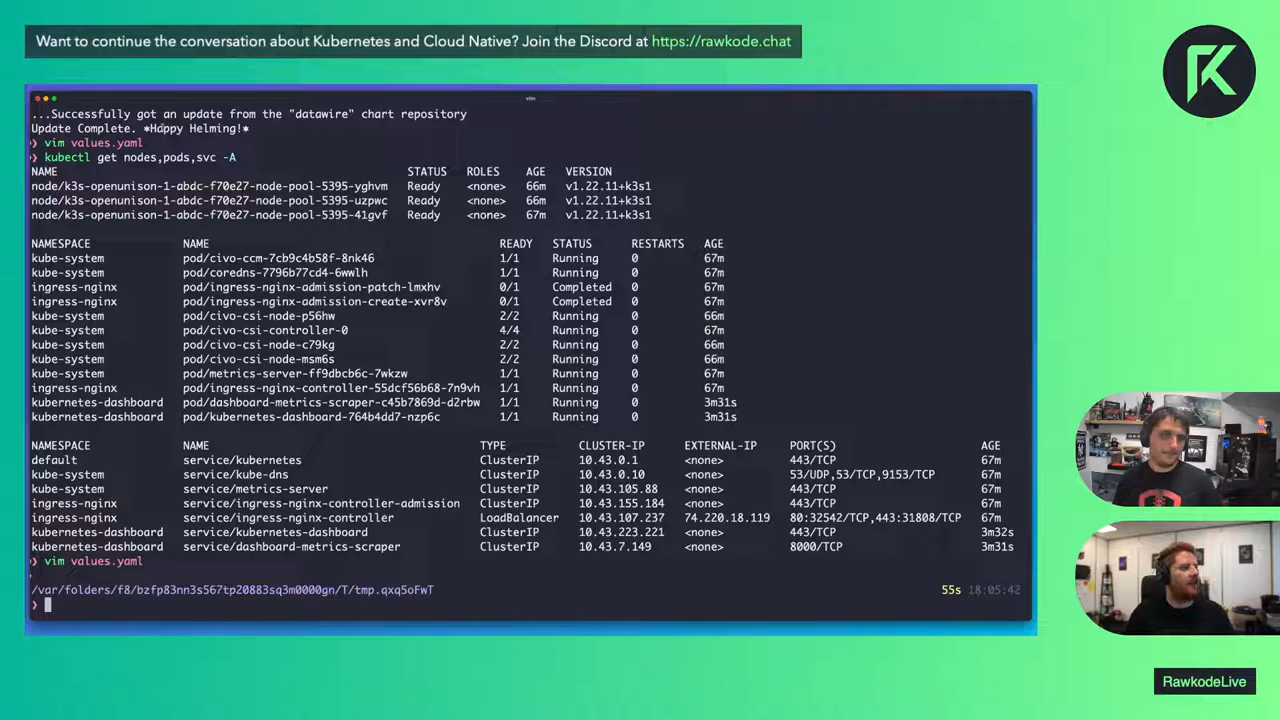 Want to continue the conversation about Kubernetes and Cloud Native? Join the Discord at https://rawkode.chat
vim
...Successfully got an update from the "datawire" chart repository
Update Complete. *Happy Helming!*
❯ vim values.yaml
❯ kubectl get nodes,pods,svc -A
NAME STATUS ROLES AGE VERSION
node/k3s-openunison-1-abdc-f70e27-node-pool-5395-yghvm Ready <none> 66m v1.22.11+k3s1
node/k3s-openunison-1-abdc-f70e27-node-pool-5395-uzpwc Ready <none> 66m v1.22.11+k3s1
node/k3s-openunison-1-abdc-f70e27-node-pool-5395-41gvf Ready <none> 67m v1.22.11+k3s1
NAMESPACE NAME READY STATUS RESTARTS AGE
kube-system pod/civo-ccm-7cb9c4b58f-8nk46 1/1 Running 0 67m
kube-system pod/coredns-7796b77cd4-6wwlh 1/1 Running 0 67m
ingress-nginx pod/ingress-nginx-admission-patch-lmxhv 0/1 Completed 0 67m
ingress-nginx pod/ingress-nginx-admission-create-xvr8v 0/1 Completed 0 67m
kube-system pod/civo-csi-node-p56hw 2/2 Running 0 67m
kube-system pod/civo-csi-controller-0 4/4 Running 0 67m
kube-system pod/civo-csi-node-c79kg 2/2 Running 0 67m
kube-system pod/civo-csi-node-msm6s 2/2 Running 0 66m
kube-system pod/metrics-server-ff9dbcb6c-7wkzw 1/1 Running 0 67m
ingress-nginx pod/ingress-nginx-controller-55dcf56b68-7n9vh 1/1 Running 0 67m
kubernetes-dashboard pod/dashboard-metrics-scraper-c45b7869d-d2rbw 1/1 Running 0 3m31s
kubernetes-dashboard pod/kubernetes-dashboard-764b4dd7-nzp6c 1/1 Running 0 3m31s
NAMESPACE NAME TYPE CLUSTER-IP EXTERNAL-IP PORT(S) AGE
default service/kubernetes ClusterIP 10.43.0.1 <none> 443/TCP 67m
kube-system service/kube-dns ClusterIP 10.43.0.10 <none> 53/UDP,53/TCP,9153/TCP 67m
kube-system service/metrics-server ClusterIP 10.43.105.88 <none> 443/TCP 67m
ingress-nginx service/ingress-nginx-controller-admission ClusterIP 10.43.155.184 <none> 443/TCP 67m
ingress-nginx service/ingress-nginx-controller LoadBalancer 10.43.107.237 74.220.18.119 80:32542/TCP,443:31808/TCP 67m
kubernetes-dashboard service/kubernetes-dashboard ClusterIP 10.43.223.221 <none> 443/TCP 3m32s
kubernetes-dashboard service/dashboard-metrics-scraper ClusterIP 10.43.7.149 <none> 8000/TCP 3m31s
❯ vim values.yaml
/var/folders/f8/bzfp83nn3s567tp20883sq3m0000gn/T/tmp.qxq5oFwT 55s 18:05:42
❯
RawkodeLive